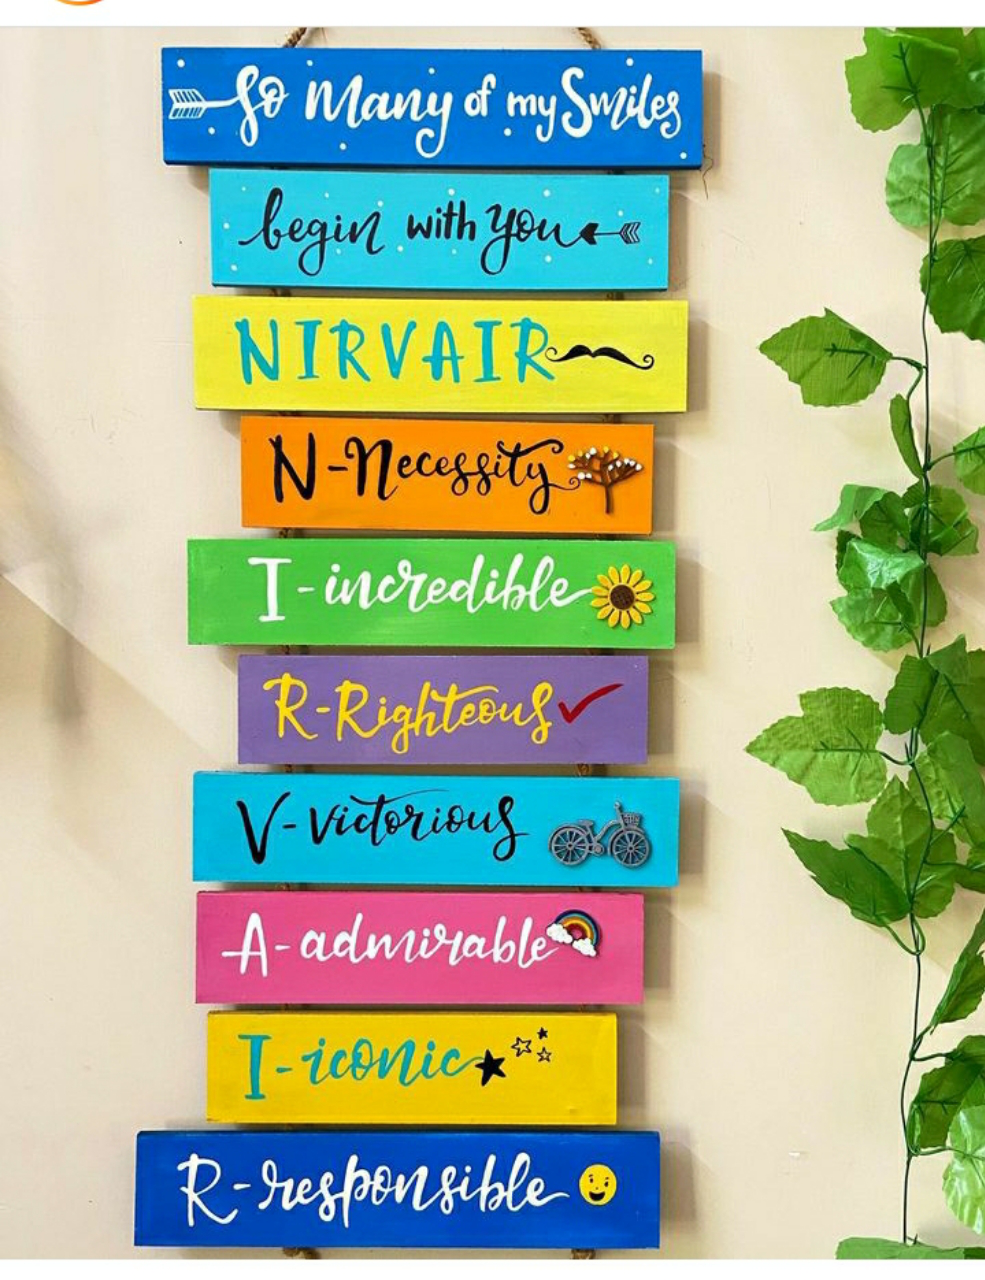 So Many of my Smiles
begin with you
NIRVAIR
N-Necessity
I-incredible
R-Righteous
V-victorious
A-admirable
I-iconic
R-responsible